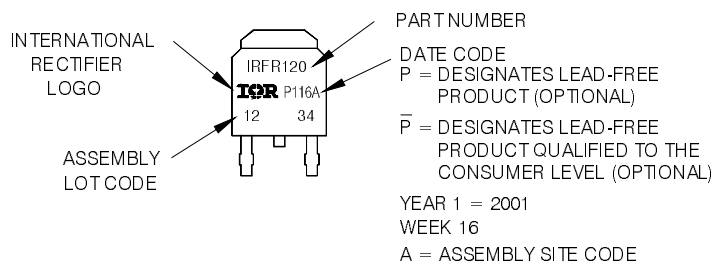 INTERNATIONAL
RECTIFIER
LOGO
ASSEMBLY
LOT CODE
IRFR120
IOR P116A
12 34
PART NUMBER
DATE CODE
P = DESIGNATES LEAD-FREE
PRODUCT (OPTIONAL)
P̅ = DESIGNATES LEAD-FREE
PRODUCT QUALIFIED TO THE
CONSUMER LEVEL (OPTIONAL)
YEAR 1 = 2001
WEEK 16
A = ASSEMBLY SITE CODE